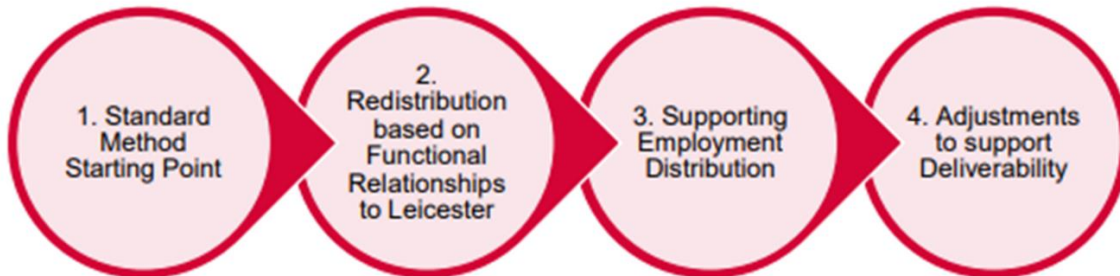 1. Standard
Method
Starting Point
2.
Redistribution
based on
Functional
Relationships
to Leicester
3. Supporting
Employment
Distribution
4. Adjustments
to support
Deliverability